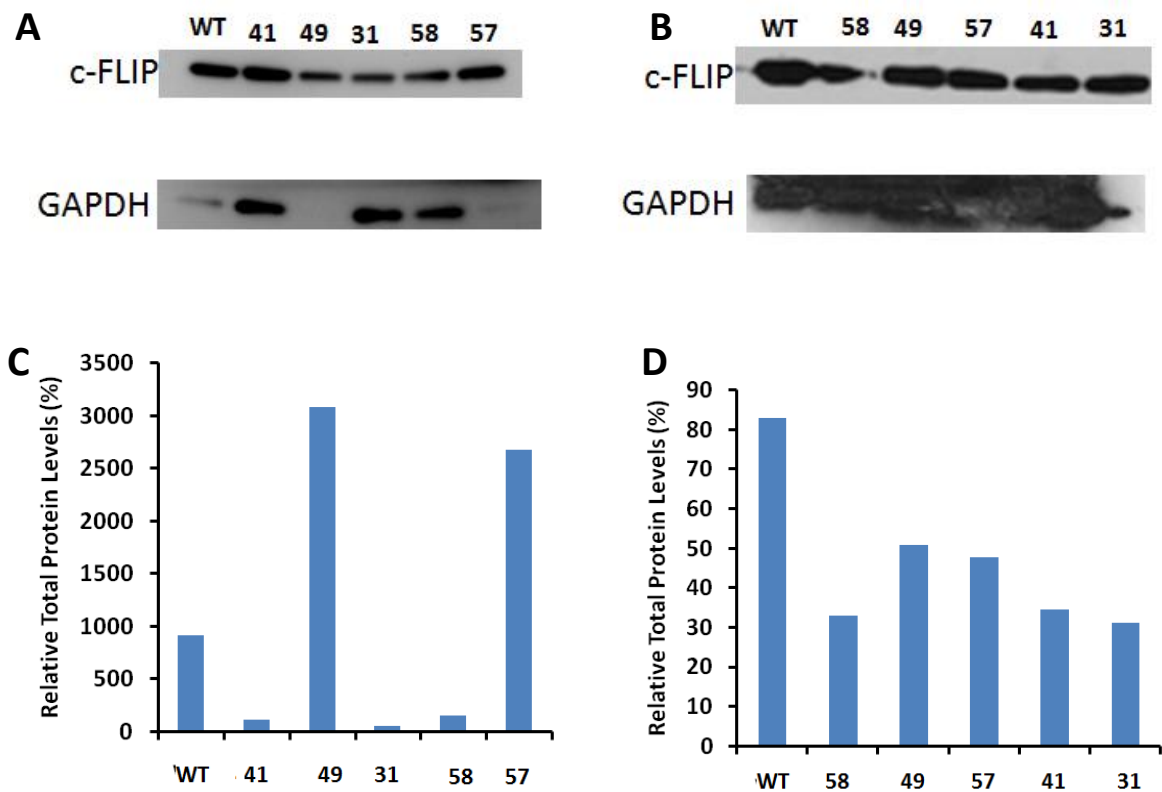 A
WT 41 49 31 58 57
c-FLIP
GAPDH
B
WT 58 49 57 41 31
c-FLIP
GAPDH
C
Relative Total Protein Levels (%)
3500
3000
2500
2000
1500
1000
500
0
WT 41 49 31 58 57
D
Relative Total Protein Levels (%)
90
80
70
60
50
40
30
20
10
0
WT 58 49 57 41 31